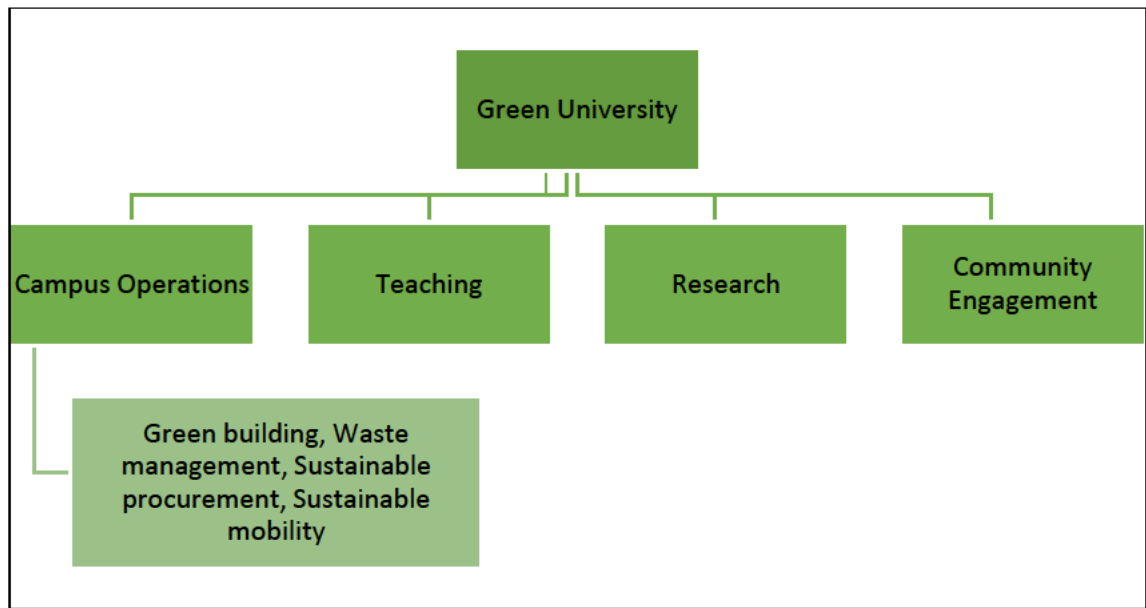 Green University
Campus Operations
Teaching
Research
Community
Engagement
Green building, Waste
management, Sustainable
procurement, Sustainable
mobility